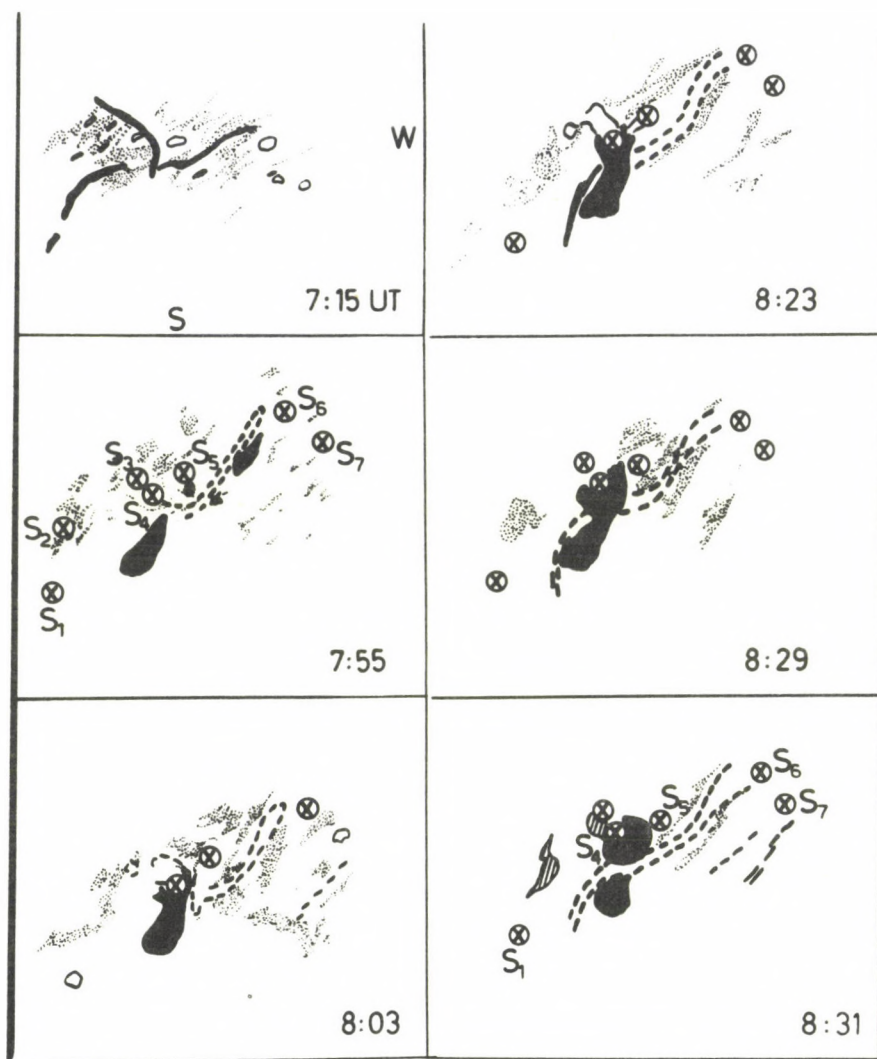 W
7:15 UT
S
8:23
S₆
S₃
S₅
S₇
S₂
S₄
S₁
7:55
8:29
8:03
S₆
S₅
S₇
S₄
S₁
8:31